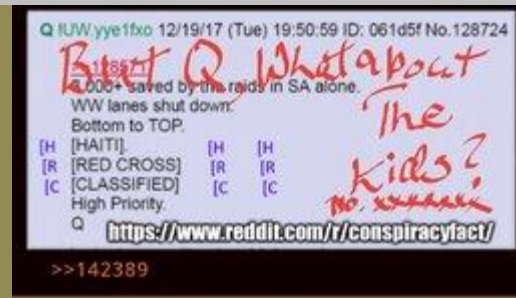 Q !UW.yye1fxo 12/19/17 (Tue) 19:50:59 ID: 061d5f No.128724
But Q, What about
The
Kids?
3,000+ saved by the raids in SA alone.
WW lanes shut down.
Bottom to TOP.
[H [HAITI]. [H [H
[R [RED CROSS] [R [R
[C [CLASSIFIED] [C [C
High Priority.
No. xxxxxxx
Q
https://www.reddit.com/r/conspiracyfact/
>>142389